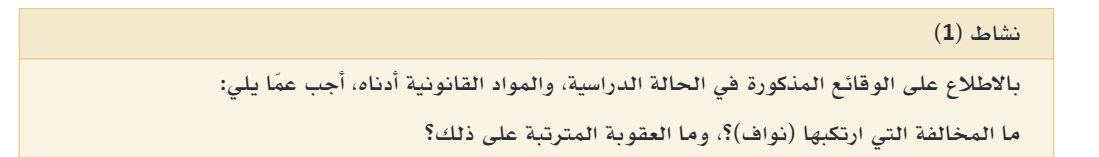 نشاط (1)
بالاطلاع على الوقائع المذكورة في الحالة الدراسية، والمواد القانونية أدناه، أجب عمّا يلي:
ما المخالفة التي ارتكبها (نواف)؟، وما العقوبة المترتبة على ذلك؟